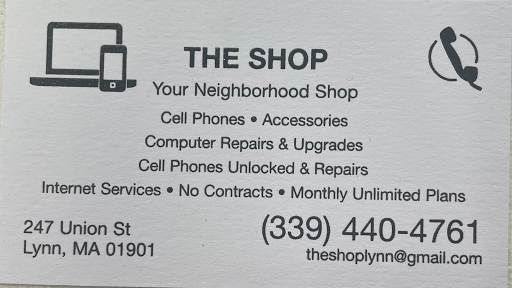 THE SHOP
Your Neighborhood Shop
Cell Phones • Accessories
Computer Repairs & Upgrades
Cell Phones Unlocked & Repairs
Internet Services • No Contracts • Monthly Unlimited Plans
247 Union St
Lynn, MA 01901
(339) 440-4761
theshoplynn@gmail.com